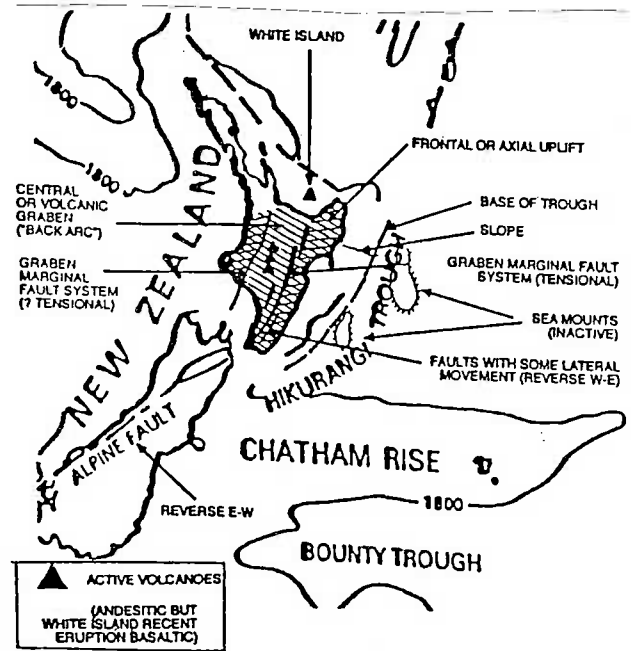 WHITE ISLAND
1800
1800
FRONTAL OR AXIAL UPLIFT
CENTRAL
OR VOLCANIC
GRABEN
("BACK ARC")
BASE OF TROUGH
SLOPE
GRABEN
MARGINAL
FAULT SYSTEM
(? TENSIONAL)
GRABEN MARGINAL FAULT
SYSTEM (TENSIONAL)
SEA MOUNTS
(INACTIVE)
FAULTS WITH SOME LATERAL
MOVEMENT (REVERSE W-E)
NEW ZEALAND
HIKURANGI TROUGH
ALPINE FAULT
CHATHAM RISE
REVERSE E-W
1800
BOUNTY TROUGH
ACTIVE VOLCANOES
(ANDESITIC BUT
WHITE ISLAND RECENT
ERUPTION BASALTIC)